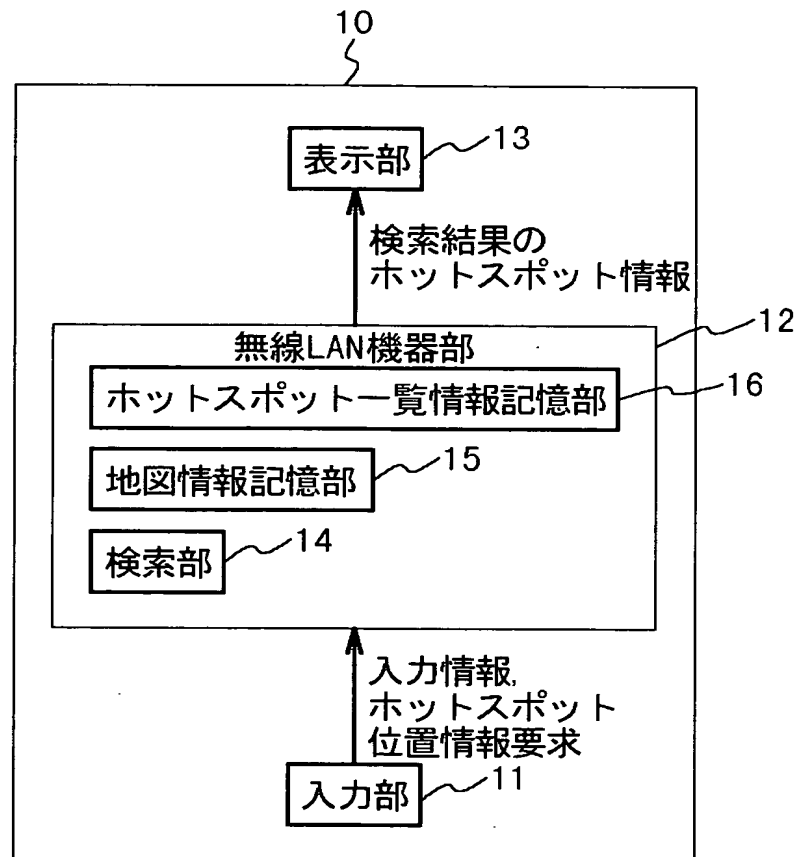 10
表示部
13
検索結果の
ホットスポット情報
12
無線LAN機器部
ホットスポット一覧情報記憶部
16
地図情報記憶部
15
検索部
14
入力情報,
ホットスポット
位置情報要求
入力部
11